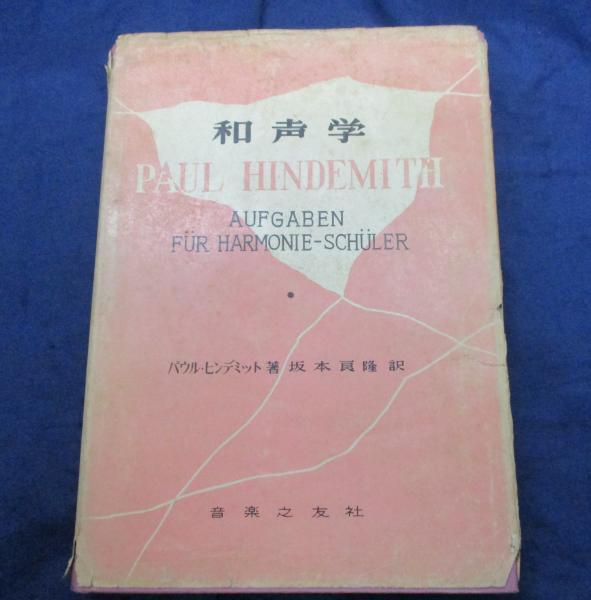 和声学
PAUL HINDEMITH
AUFGABEN
FÜR HARMONIE-SCHÜLER
パウル・ヒンデミット著 坂本良隆訳
音楽之友社